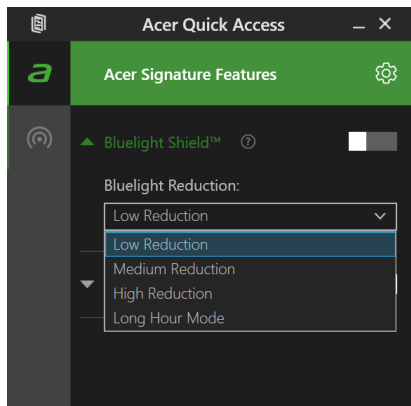 Acer Quick Access
a
Acer Signature Features
Bluelight Shield™ ?
Bluelight Reduction:
Low Reduction
Low Reduction
Medium Reduction
High Reduction
Long Hour Mode